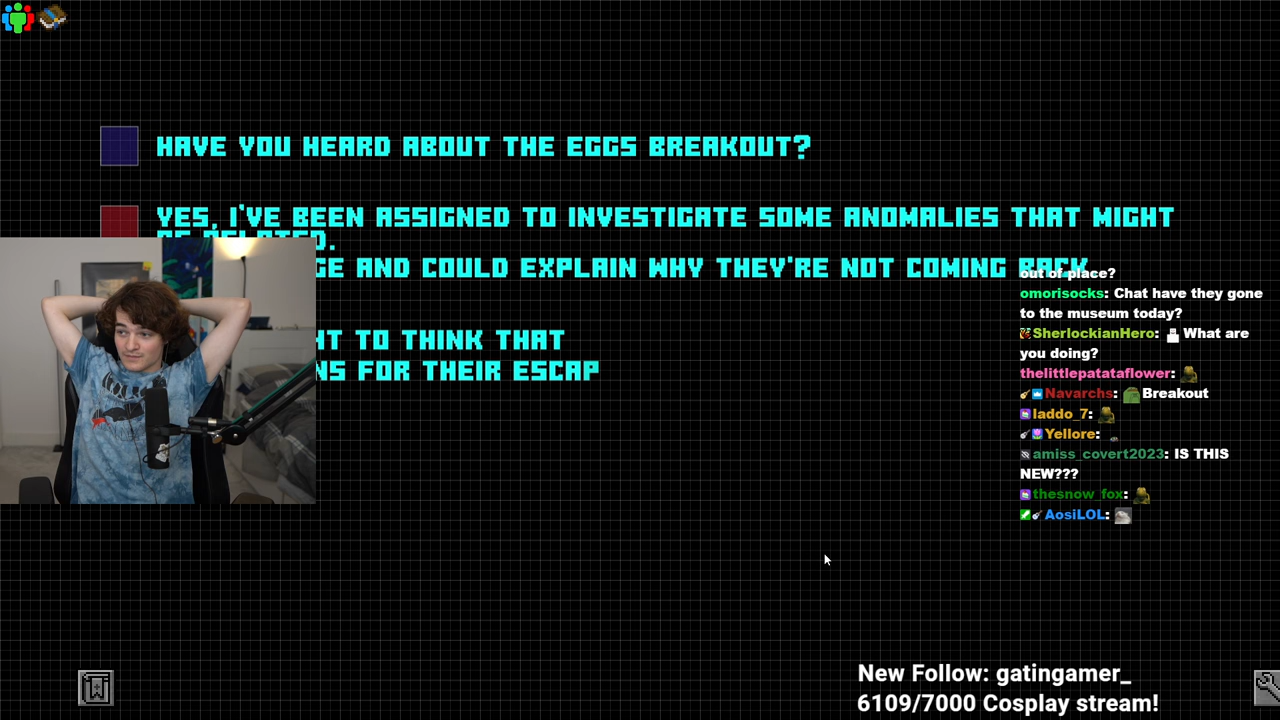 HAVE YOU HEARD ABOUT THE EGGS BREAKOUT?
YES, I'VE BEEN ASSIGNED TO INVESTIGATE SOME ANOMALIES THAT MIGHT
AND COULD EXPLAIN WHY THEY'RE NOT COMING BACK
TO THINK THAT
FOR THEIR ESCAP
out of place?
omorisocks: Chat have they gone
to the museum today?
SherlockianHero: What are
you doing?
thelittlepatataflower:
Navarchs: Breakout
laddo_7:
Yellore:
amiss_covert2023: IS THIS
NEW???
thesnow_fox:
AosiLOL:
New Follow: gatingamer_
6109/7000 Cosplay stream!